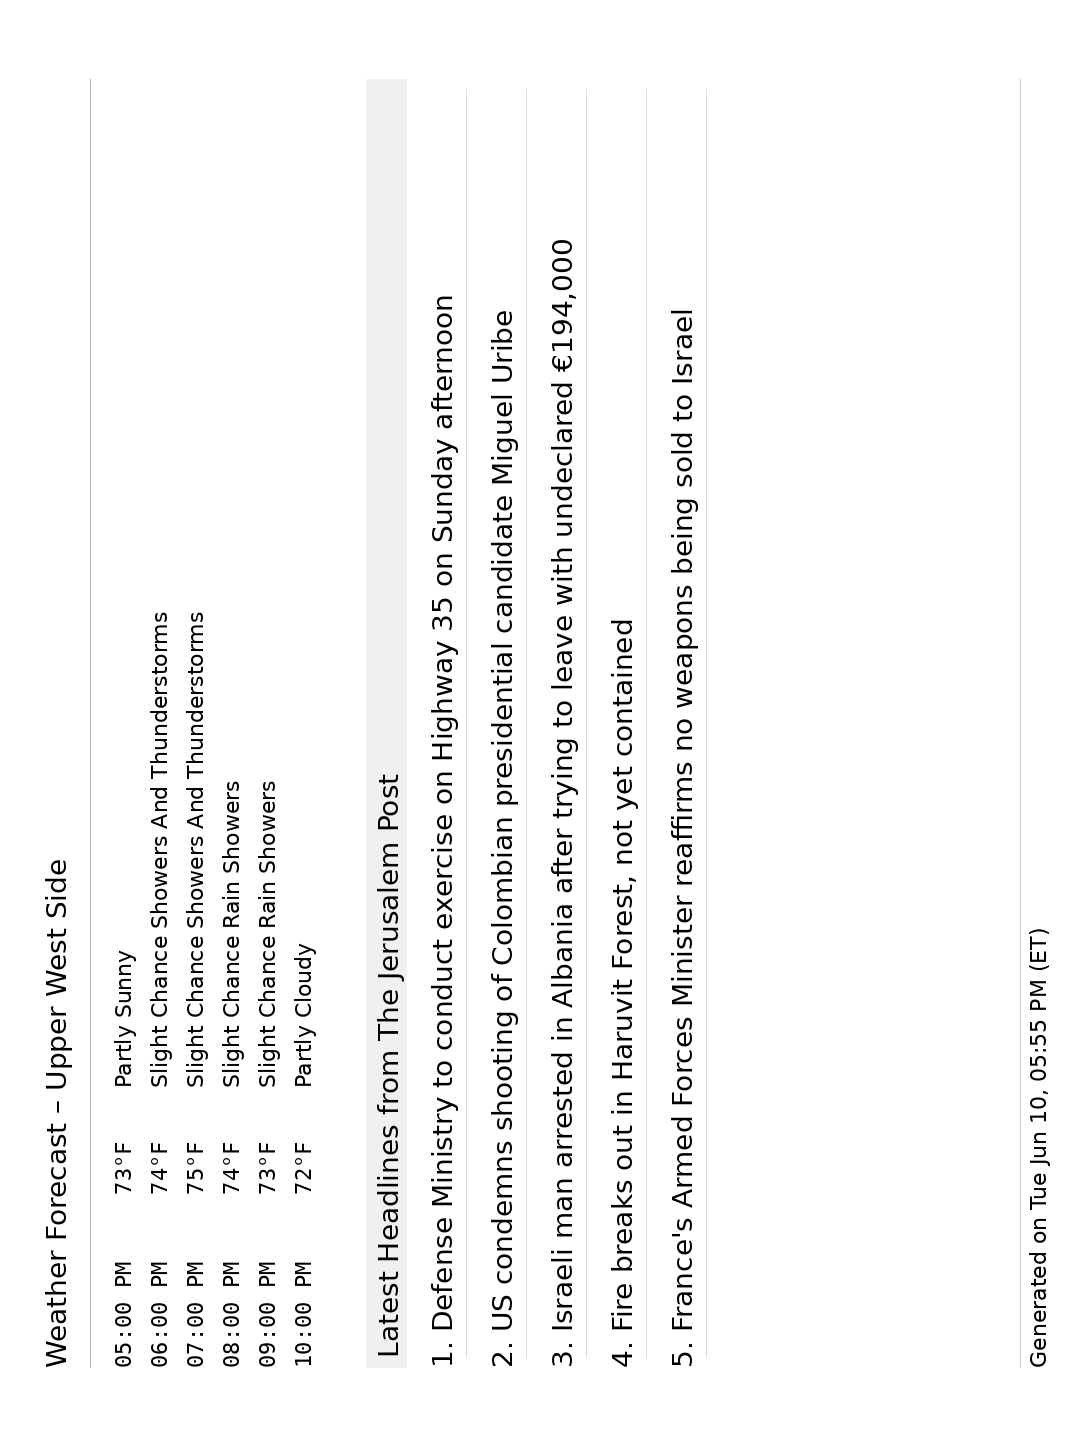 Weather Forecast – Upper West Side
05:00 PM 73°F Partly Sunny
06:00 PM 74°F Slight Chance Showers And Thunderstorms
07:00 PM 75°F Slight Chance Showers And Thunderstorms
08:00 PM 74°F Slight Chance Rain Showers
09:00 PM 73°F Slight Chance Rain Showers
10:00 PM 72°F Partly Cloudy
Latest Headlines from The Jerusalem Post
1. Defense Ministry to conduct exercise on Highway 35 on Sunday afternoon
2. US condemns shooting of Colombian presidential candidate Miguel Uribe
3. Israeli man arrested in Albania after trying to leave with undeclared €194,000
4. Fire breaks out in Haruvit Forest, not yet contained
5. France's Armed Forces Minister reaffirms no weapons being sold to Israel
Generated on Tue Jun 10, 05:55 PM (ET)